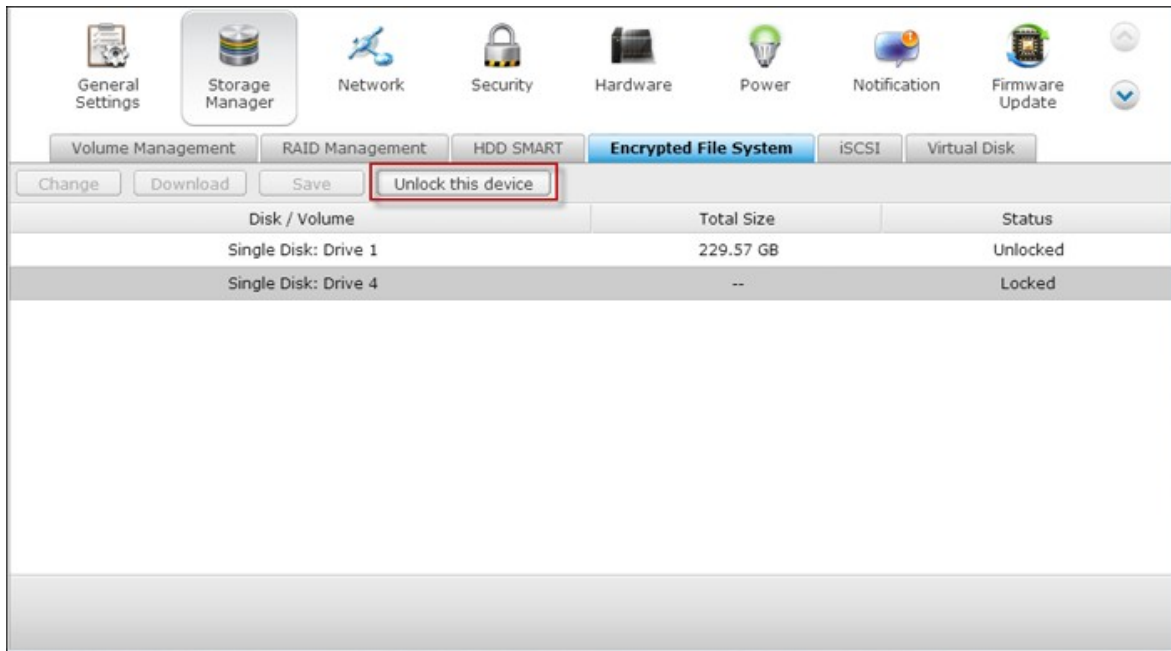 General Settings
Storage Manager
Network
Security
Hardware
Power
Notification
Firmware Update
Volume Management
RAID Management
HDD SMART
Encrypted File System
iSCSI
Virtual Disk
Change
Download
Save
Unlock this device
Disk / Volume
Total Size
Status
Single Disk: Drive 1
229.57 GB
Unlocked
Single Disk: Drive 4
--
Locked